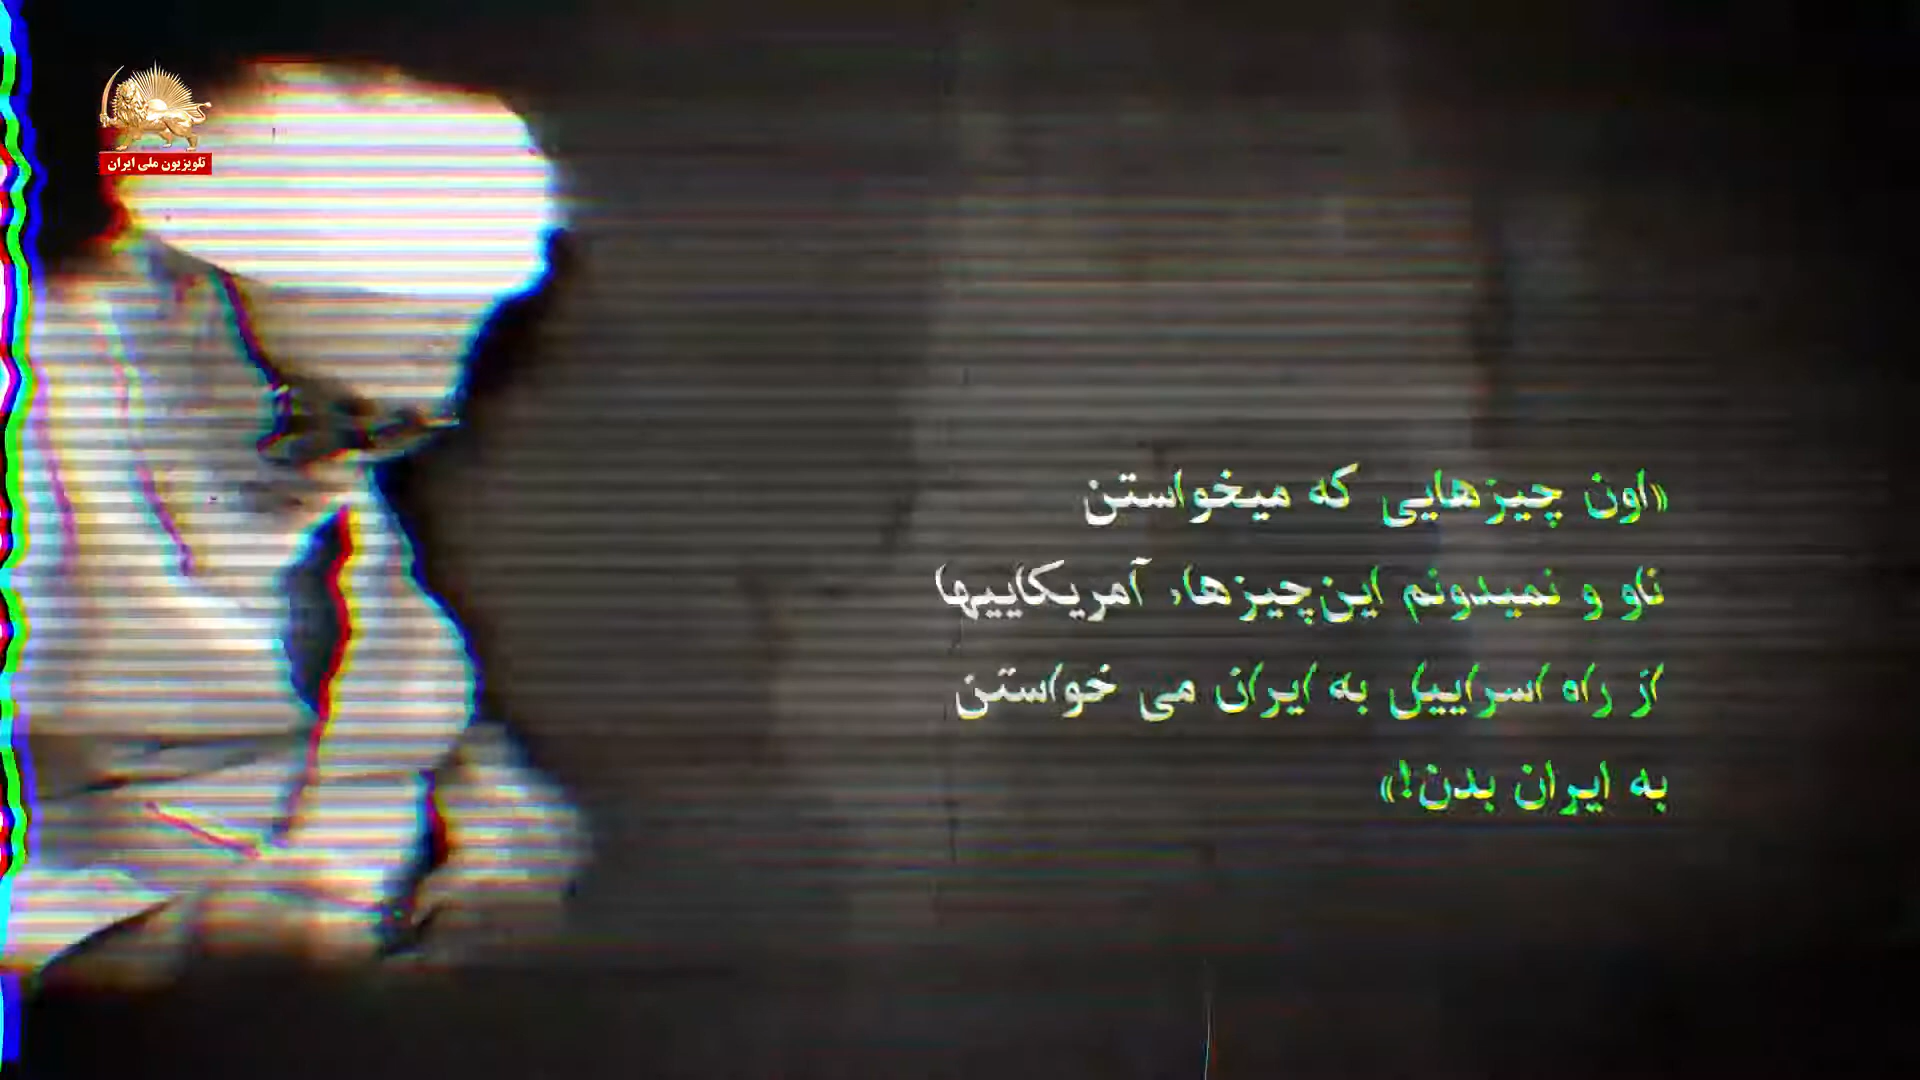 تلویزیون ملی ایران
«اون چیزهایی که میخواستن
ناو و نمیدونم این‌چیزها، آمریکاییها
از راه اسراییل به ایران می خواستن
به ایران بدن!»